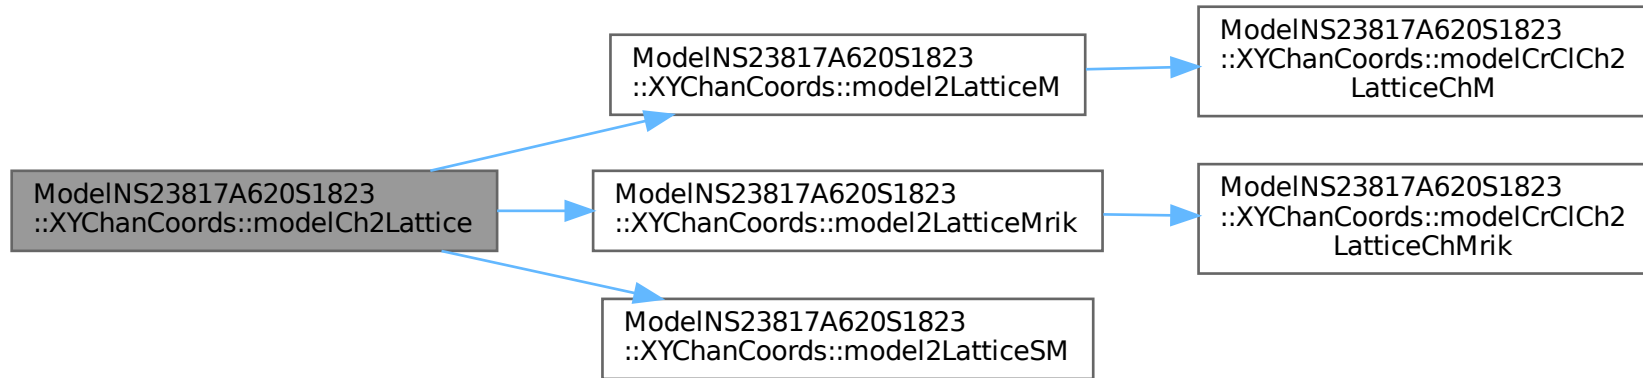 ModelNS23817A620S1823
::XYChanCoords::modelCh2Lattice
ModelNS23817A620S1823
::XYChanCoords::model2LatticeM
ModelNS23817A620S1823
::XYChanCoords::modelCrClCh2
LatticeChM
ModelNS23817A620S1823
::XYChanCoords::model2LatticeMrik
ModelNS23817A620S1823
::XYChanCoords::modelCrClCh2
LatticeChMrik
ModelNS23817A620S1823
::XYChanCoords::model2LatticeSM